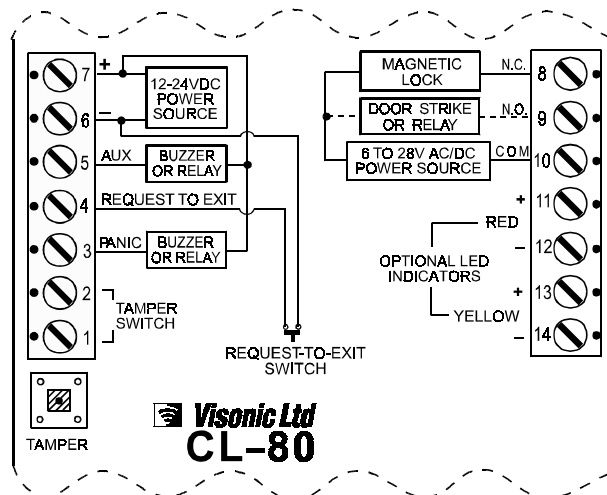 +
7
12-24VDC
POWER
SOURCE
–
6
5
AUX
BUZZER
OR RELAY
4
REQUEST TO EXIT
3
PANIC
BUZZER
OR RELAY
2
TAMPER
SWITCH
1
REQUEST-TO-EXIT
SWITCH
TAMPER
MAGNETIC
LOCK
N.C.
8
DOOR STRIKE
OR RELAY
N.O.
9
6 TO 28V AC/DC
POWER SOURCE
COM
10
+
11
RED
–
12
OPTIONAL LED
INDICATORS
+
13
YELLOW
–
14
Visonic Ltd
CL-80